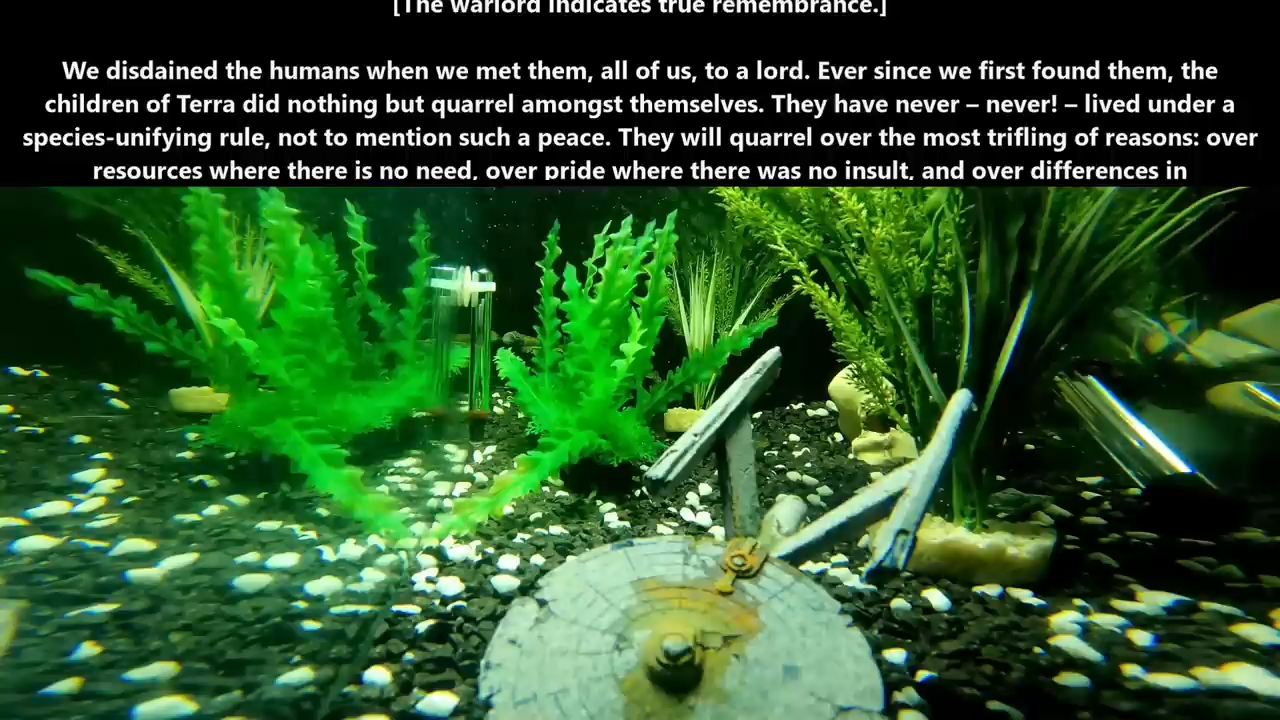 [The warlord indicates true remembrance.]
We disdained the humans when we met them, all of us, to a lord. Ever since we first found them, the
children of Terra did nothing but quarrel amongst themselves. They have never – never! – lived under a
species-unifying rule, not to mention such a peace. They will quarrel over the most trifling of reasons: over
resources where there is no need, over pride where there was no insult, and over differences in